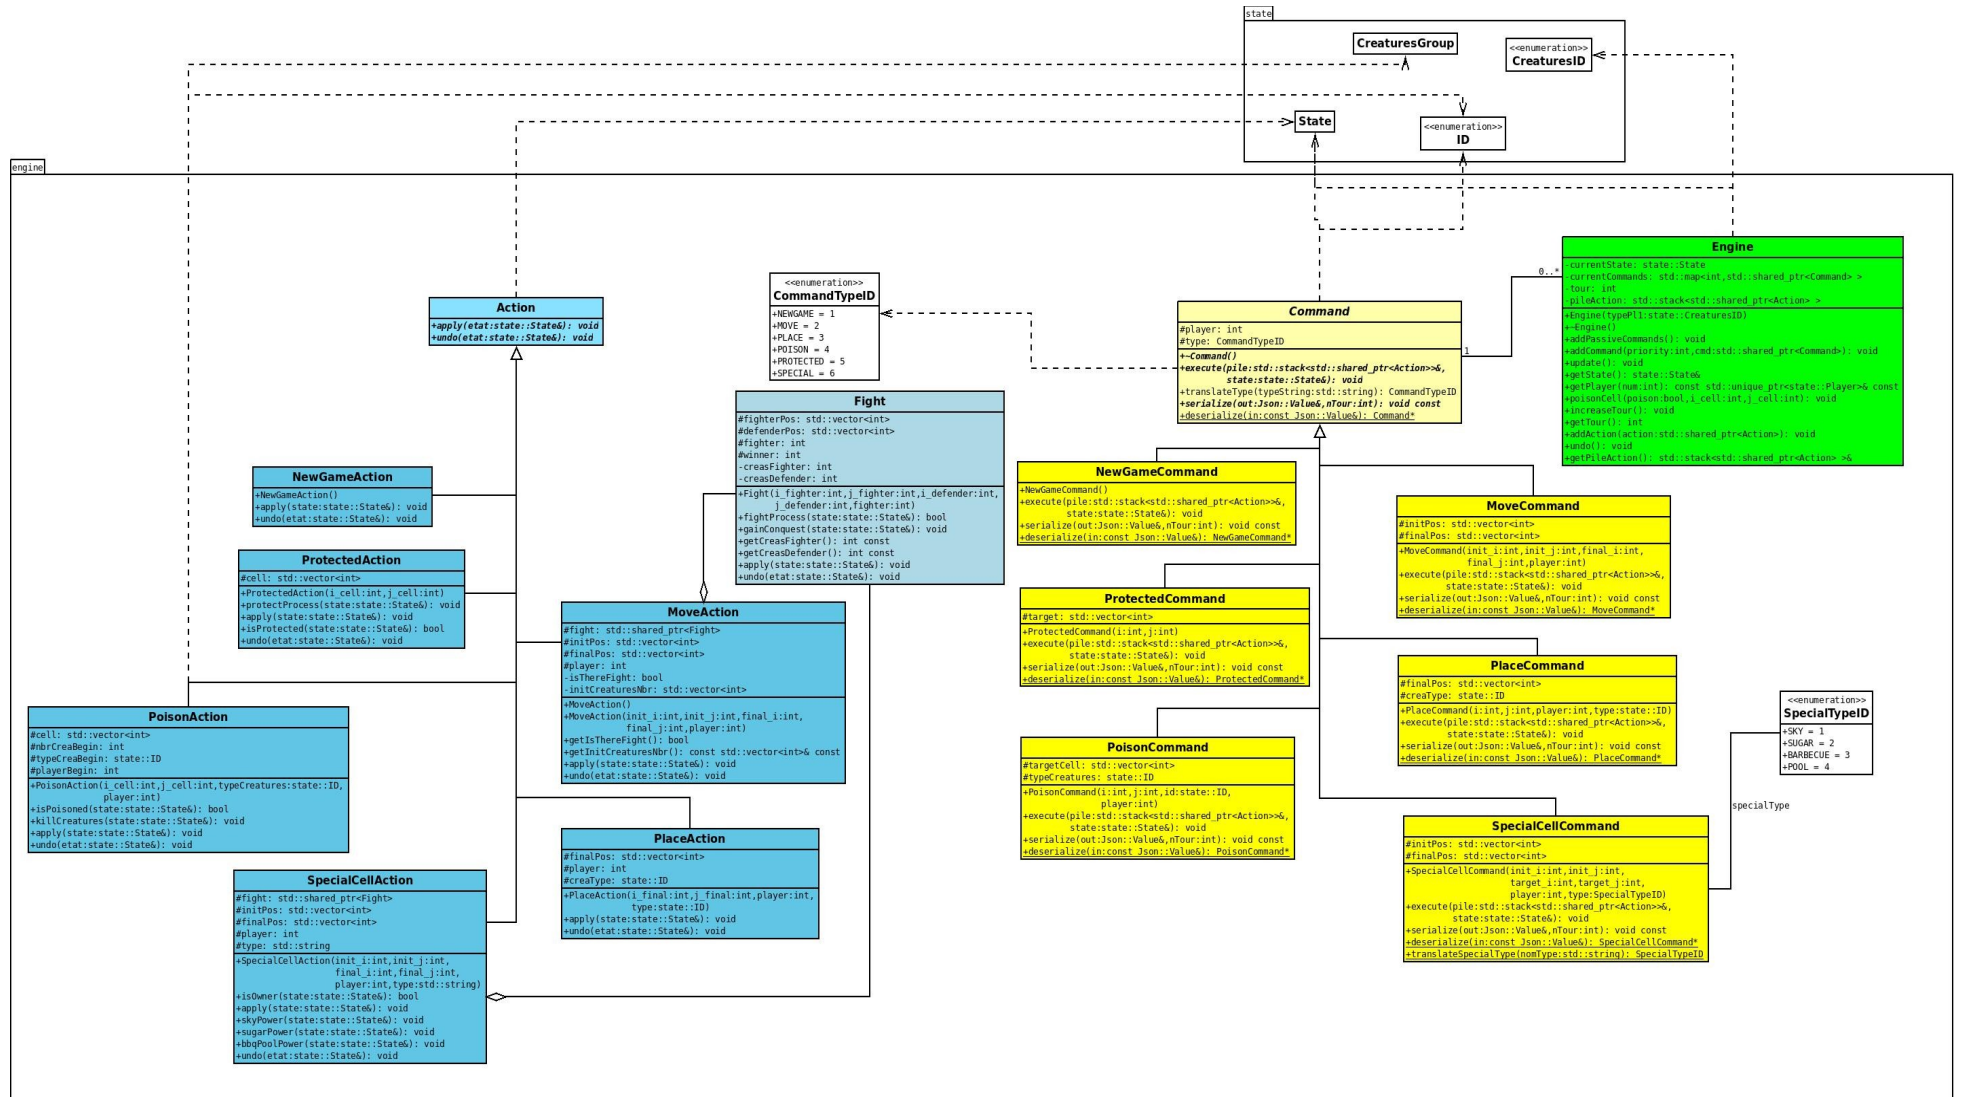 state
CreaturesGroup
<<enumeration>>
CreaturesID
State
<<enumeration>>
ID
engine
Engine
-currentState: state::State
-currentCommands: std::map<int,std::shared_ptr<Command> >
-tour: int
-pileAction: std::stack<std::shared_ptr<Action> >
+Engine(typePl1:state::CreaturesID)
+~Engine()
+addPassiveCommands(): void
+addCommand(priority:int,cmd:std::shared_ptr<Command>): void
+update(): void
+getState(): state::State&
+getPlayer(num:int): const std::unique_ptr<state::Player>& const
+poisonCell(poison:bool,i_cell:int,j_cell:int): void
+increaseTour(): void
+getTour(): int
+addAction(action:std::shared_ptr<Action>): void
+undo(): void
+getPileAction(): std::stack<std::shared_ptr<Action> >&
0..*
1
<<enumeration>>
CommandTypeID
+NEWGAME = 1
+MOVE = 2
+PLACE = 3
+POISON = 4
+PROTECTED = 5
+SPECIAL = 6
Action
+apply(etat:state::State&): void
+undo(etat:state::State&): void
Command
#player: int
#type: CommandTypeID
+~Command()
+execute(pile:std::stack<std::shared_ptr<Action>>&,
state:state::State&): void
+translateType(typeString:std::string): CommandTypeID
+serialize(out:Json::Value&,nTour:int): void const
+deserialize(in:const Json::Value&): Command*
Fight
#fighterPos: std::vector<int>
#defenderPos: std::vector<int>
#fighter: int
#winner: int
-creasFighter: int
-creasDefender: int
+Fight(i_fighter:int,j_fighter:int,i_defender:int,
j_defender:int,fighter:int)
+fightProcess(state:state::State&): bool
+gainConquest(state:state::State&): void
+getCreasFighter(): int const
+getCreasDefender(): int const
+apply(state:state::State&): void
+undo(etat:state::State&): void
NewGameAction
+NewGameAction()
+apply(state:state::State&): void
+undo(etat:state::State&): void
NewGameCommand
+NewGameCommand()
+execute(pile:std::stack<std::shared_ptr<Action>>&,
state:state::State&): void
+serialize(out:Json::Value&,nTour:int): void const
+deserialize(in:const Json::Value&): NewGameCommand*
MoveCommand
#initPos: std::vector<int>
#finalPos: std::vector<int>
+MoveCommand(init_i:int,init_j:int,final_i:int,
final_j:int,player:int)
+execute(pile:std::stack<std::shared_ptr<Action>>&,
state:state::State&): void
+serialize(out:Json::Value&,nTour:int): void const
+deserialize(in:const Json::Value&): MoveCommand*
ProtectedAction
#cell: std::vector<int>
+ProtectedAction(i_cell:int,j_cell:int)
+protectProcess(state:state::State&): void
+apply(state:state::State&): void
+isProtected(state:state::State&): bool
+undo(etat:state::State&): void
MoveAction
#fight: std::shared_ptr<Fight>
#initPos: std::vector<int>
#finalPos: std::vector<int>
#player: int
-isThereFight: bool
-initCreaturesNbr: std::vector<int>
+MoveAction()
+MoveAction(init_i:int,init_j:int,final_i:int,
final_j:int,player:int)
+getIsThereFight(): bool
+getInitCreaturesNbr(): const std::vector<int>& const
+apply(state:state::State&): void
+undo(etat:state::State&): void
ProtectedCommand
#target: std::vector<int>
+ProtectedCommand(i:int,j:int)
+execute(pile:std::stack<std::shared_ptr<Action>>&,
state:state::State&): void
+serialize(out:Json::Value&,nTour:int): void const
+deserialize(in:const Json::Value&): ProtectedCommand*
PlaceCommand
#finalPos: std::vector<int>
#creaType: state::ID
+PlaceCommand(i:int,j:int,player:int,type:state::ID)
+execute(pile:std::stack<std::shared_ptr<Action>>&,
state:state::State&): void
+serialize(out:Json::Value&,nTour:int): void const
+deserialize(in:const Json::Value&): PlaceCommand*
<<enumeration>>
SpecialTypeID
+SKY = 1
+SUGAR = 2
+BARBECUE = 3
+POOL = 4
specialType
PoisonAction
#cell: std::vector<int>
#nbrCreaBegin: int
#typeCreaBegin: state::ID
#playerBegin: int
+PoisonAction(i_cell:int,j_cell:int,typeCreatures:state::ID,
player:int)
+isPoisoned(state:state::State&): bool
+killCreatures(state:state::State&): void
+apply(state:state::State&): void
+undo(etat:state::State&): void
PoisonCommand
#targetCell: std::vector<int>
#typeCreatures: state::ID
+PoisonCommand(i:int,j:int,id:state::ID,
player:int)
+execute(pile:std::stack<std::shared_ptr<Action>>&,
state:state::State&): void
+serialize(out:Json::Value&,nTour:int): void const
+deserialize(in:const Json::Value&): PoisonCommand*
PlaceAction
#finalPos: std::vector<int>
#player: int
#creaType: state::ID
+PlaceAction(i_final:int,j_final:int,player:int,
type:state::ID)
+apply(state:state::State&): void
+undo(etat:state::State&): void
SpecialCellCommand
#initPos: std::vector<int>
#finalPos: std::vector<int>
+SpecialCellCommand(init_i:int,init_j:int,
target_i:int,target_j:int,
player:int,type:SpecialTypeID)
+execute(pile:std::stack<std::shared_ptr<Action>>&,
state:state::State&): void
+serialize(out:Json::Value&,nTour:int): void const
+deserialize(in:const Json::Value&): SpecialCellCommand*
+translateSpecialType(nomType:std::string): SpecialTypeID
SpecialCellAction
#fight: std::shared_ptr<Fight>
#initPos: std::vector<int>
#finalPos: std::vector<int>
#player: int
#type: std::string
+SpecialCellAction(init_i:int,init_j:int,
final_i:int,final_j:int,
player:int,type:std::string)
+isOwner(state:state::State&): bool
+apply(state:state::State&): void
+skyPower(state:state::State&): void
+sugarPower(state:state::State&): void
+bbqPoolPower(state:state::State&): void
+undo(etat:state::State&): void